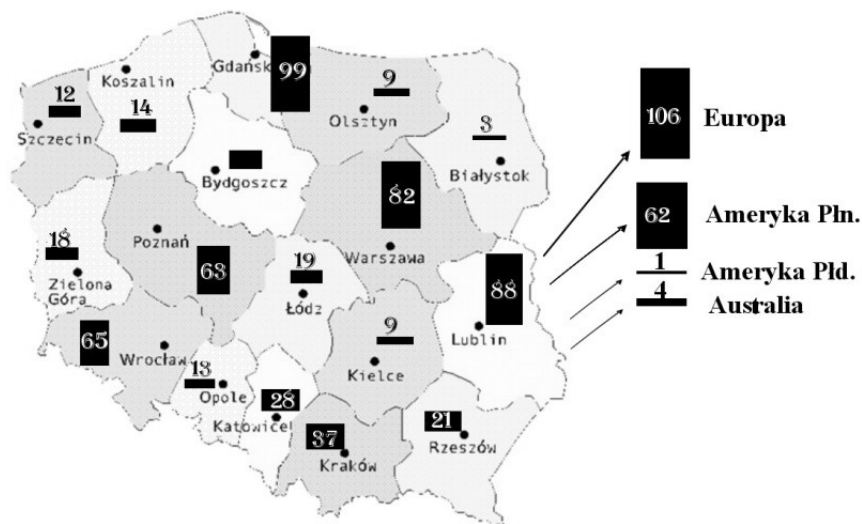 Gdańsk
99
Koszalin
14
9
Olsztyn
12
Szczecin
3
Białystok
Bydgoszcz
82
Warszawa
Poznań
63
18
Zielona
Góra
19
Łódz
88
Lublin
65
Wrocław
9
Kielce
13
Opole
28
Katowice
37
Kraków
21
Rzeszów
106 Europa
62 Ameryka Płn.
1
Ameryka Płd.
4
Australia